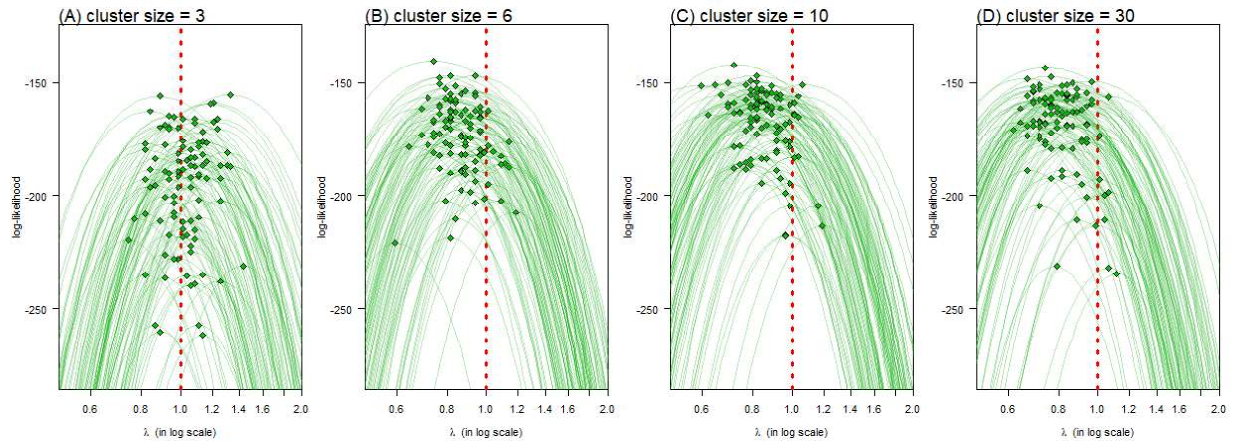 (A) cluster size = 3
(B) cluster size = 6
(C) cluster size = 10
(D) cluster size = 30
log-likelihood
-150
-200
-250
0.6 0.8 1.0 1.2 1.4 1.6 2.0
λ (in log scale)
log-likelihood
-150
-200
-250
0.6 0.8 1.0 1.2 1.4 1.6 2.0
λ (in log scale)
log-likelihood
-150
-200
-250
0.6 0.8 1.0 1.2 1.4 1.6 2.0
λ (in log scale)
log-likelihood
-150
-200
-250
0.6 0.8 1.0 1.2 1.4 1.6 2.0
λ (in log scale)